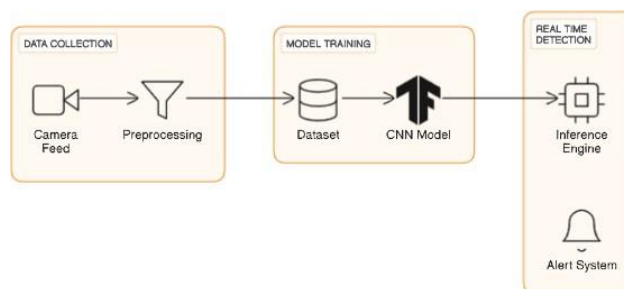 DATA COLLECTION
Camera
Feed
Preprocessing
MODEL TRAINING
Dataset
CNN Model
REAL TIME
DETECTION
Inference
Engine
Alert System